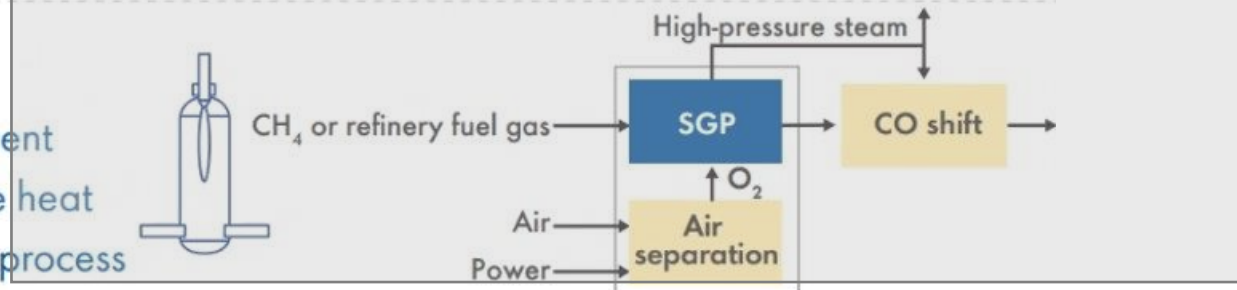 High-pressure steam
CH₄ or refinery fuel gas
SGP
CO shift
ent
O₂
heat
Air
Air
separation
process
Power